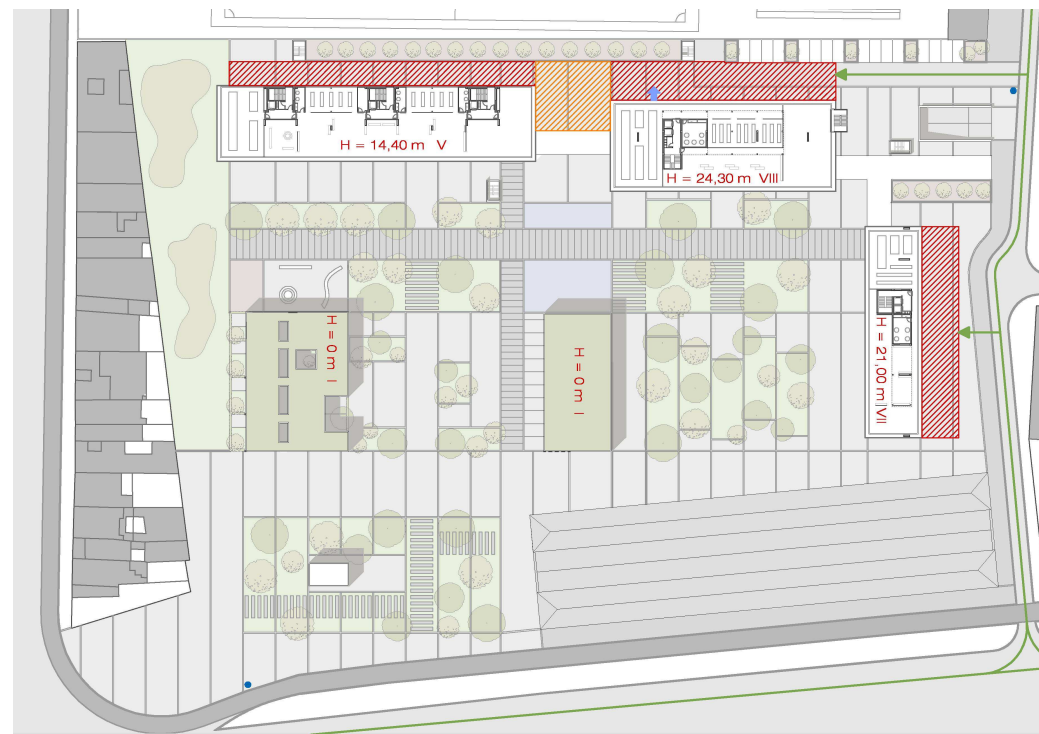 H = 14,40 m V
H = 24,30 m VIII
H = 0 m I
H = 0 m I
H = 21,00 m VII